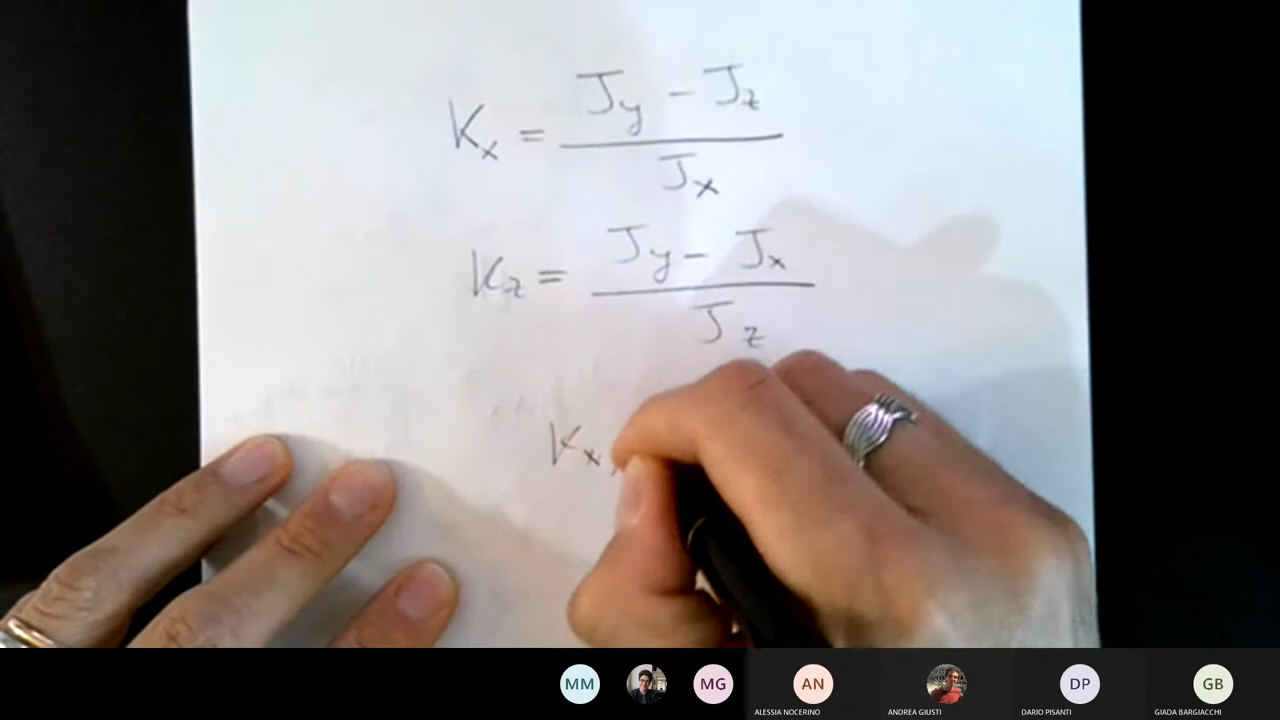 Kx = Jy - Jz
Jx
Kz = Jy - Jx
Jz
Kx,
MM MG AN DP GB
ALESSIA NOCERINO ANDREA GIUSTI DARIO PISANTI GIADA BARGIACCHI